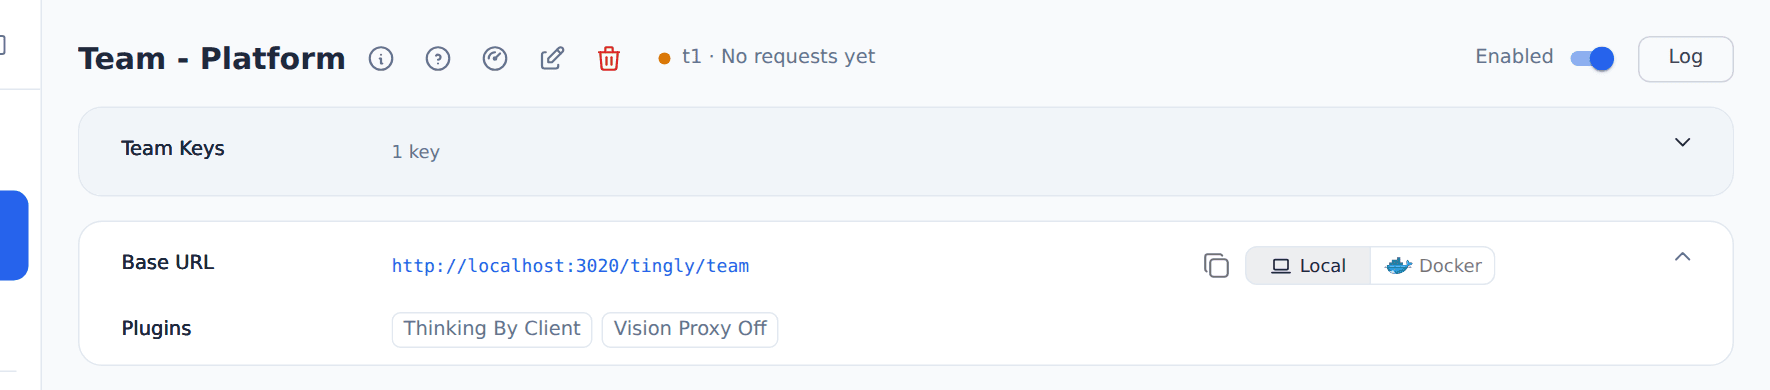 Team - Platform
t1 · No requests yet
Enabled
Log
Team Keys
1 key
Base URL
http://localhost:3020/tingly/team
Local
Docker
Plugins
Thinking By Client
Vision Proxy Off